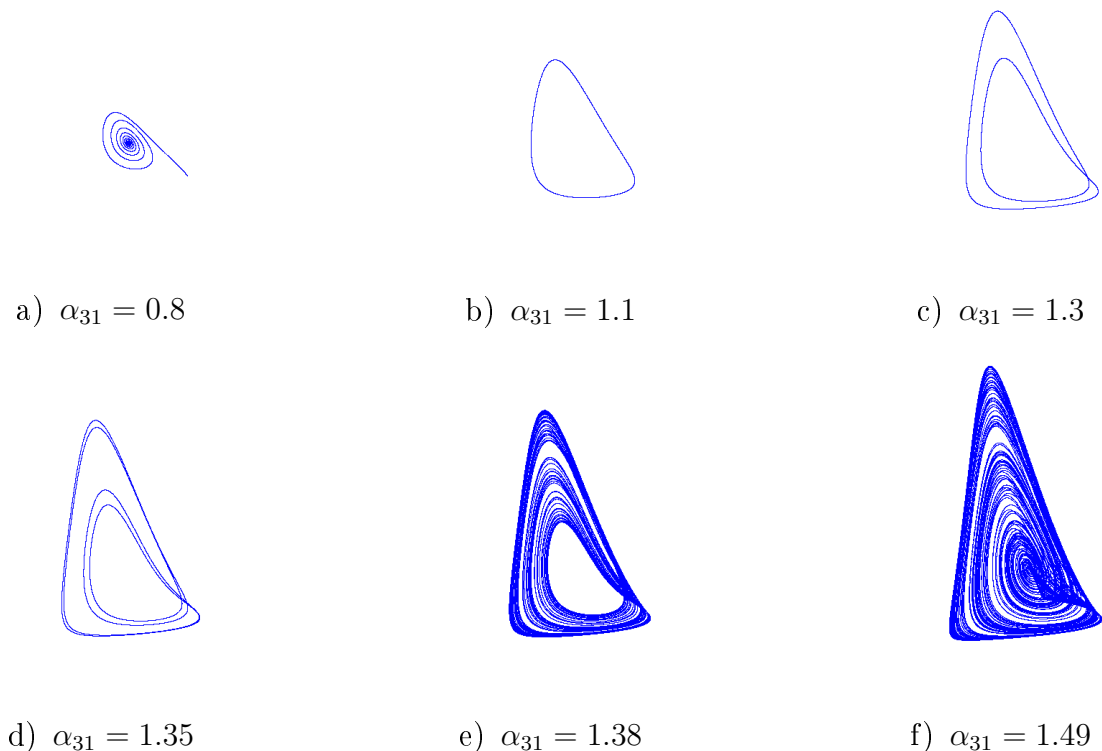 a) α₃₁ = 0.8
b) α₃₁ = 1.1
c) α₃₁ = 1.3
d) α₃₁ = 1.35
e) α₃₁ = 1.38
f) α₃₁ = 1.49